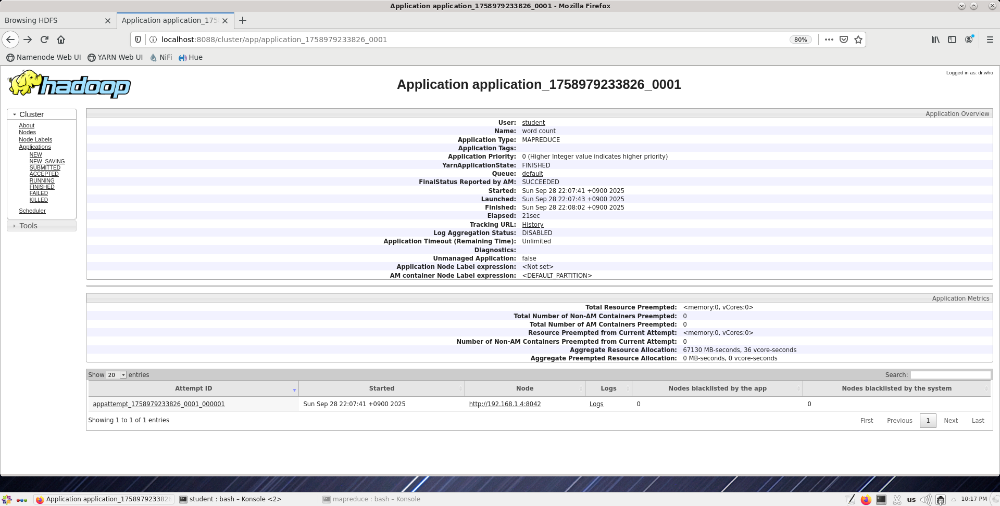 Application application_1758979233826_0001 - Mozilla Firefox
Browsing HDFS
Application application_175
localhost:8088/cluster/app/application_1758979233826_0001
80%
Namenode Web UI
YARN Web UI
NiFi
Hue
hadoop
Application application_1758979233826_0001
Logged in as: dr.who
Cluster
About
Nodes
Node Labels
Applications
NEW
NEW_SAVING
SUBMITTED
ACCEPTED
RUNNING
FINISHED
FAILED
KILLED
Scheduler
Tools
Application Overview
User: student
Name: word count
Application Type: MAPREDUCE
Application Tags:
Application Priority: 0 (Higher Integer value indicates higher priority)
YarnApplicationState: FINISHED
Queue: default
FinalStatus Reported by AM: SUCCEEDED
Started: Sun Sep 28 22:07:41 +0900 2025
Launched: Sun Sep 28 22:07:43 +0900 2025
Finished: Sun Sep 28 22:08:02 +0900 2025
Elapsed: 21sec
Tracking URL: History
Log Aggregation Status: DISABLED
Application Timeout (Remaining Time): Unlimited
Diagnostics:
Unmanaged Application: false
Application Node Label expression: <Not set>
AM container Node Label expression: <DEFAULT_PARTITION>
Application Metrics
Total Resource Preempted: <memory:0, vCores:0>
Total Number of Non-AM Containers Preempted: 0
Total Number of AM Containers Preempted: 0
Resource Preempted from Current Attempt: <memory:0, vCores:0>
Number of Non-AM Containers Preempted from Current Attempt: 0
Aggregate Resource Allocation: 67130 MB-seconds, 36 vcore-seconds
Aggregate Preempted Resource Allocation: 0 MB-seconds, 0 vcore-seconds
Show 20 entries
Search:
Attempt ID Started Node Logs Nodes blacklisted by the app Nodes blacklisted by the system
appattempt_1758979233826_0001_000001 Sun Sep 28 22:07:41 +0900 2025 http://192.168.1.4:8042 Logs 0 0
Showing 1 to 1 of 1 entries
First Previous 1 Next Last
Application application_1758979233826
student : bash – Konsole <2>
mapreduce : bash – Konsole
us
10:17 PM